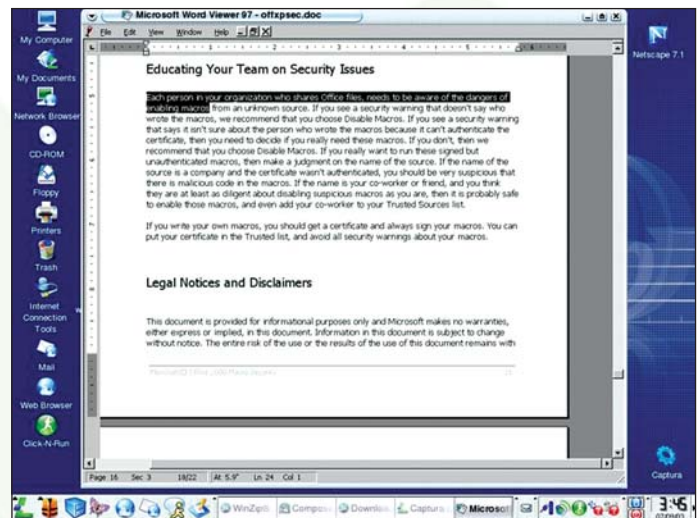 Microsoft Word Viewer 97 - offxpsec.doc
File Edit View Window Help
My Computer
My Documents
Network Browser
CD-ROM
Floppy
Printers
Trash
Internet
Connection
Tools
Mail
Web Browser
Click-N-Run
Netscape 7.1
Captura
Educating Your Team on Security Issues
Each person in your organization who shares Office files, needs to be aware of the dangers of
enabling macros from an unknown source. If you see a security warning that doesn't say who
wrote the macros, we recommend that you choose Disable Macros. If you see a security warning
that says it isn't sure about the person who wrote the macros because it can't authenticate the
certificate, then you need to decide if you really need these macros. If you don't, then we
recommend that you choose Disable Macros. If you really want to run these signed but
unauthenticated macros, then make a judgment on the name of the source. If the name of the
source is a company and the certificate wasn't authenticated, you should be very suspicious that
there is malicious code in the macros. If the name is your co-worker or friend, and you think
they are at least as diligent about disabling suspicious macros as you are, then it is probably safe
to enable those macros, and even add your co-worker to your Trusted Sources list.
If you write your own macros, you should get a certificate and always sign your macros. You can
put your certificate in the Trusted list, and avoid all security warnings about your macros.
Legal Notices and Disclaimers
This document is provided for informational purposes only and Microsoft makes no warranties,
either express or implied, in this document. Information in this document is subject to change
without notice. The entire risk of the use or the results of the use of this document remains with
Page 16 Sec 3 18/22 At 5.9" Ln 24 Col 1
WinZip Compos Downloa Captura Microsof
3:46